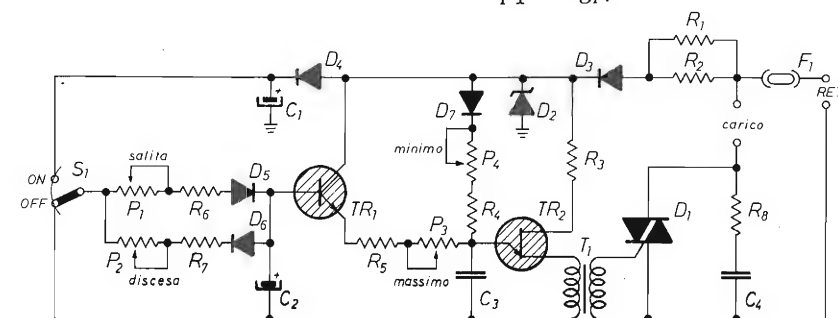 R1
R2
F1
RET
D4
D3
C1
D7
D2
carico
minimo
P4
R3
ON
OFF
S1
salita
P1
R6
D5
TR1
R4
TR2
D1
R8
P2
R7
D6
discesa
R5
P3
massimo
T1
C2
C3
C4
+
+